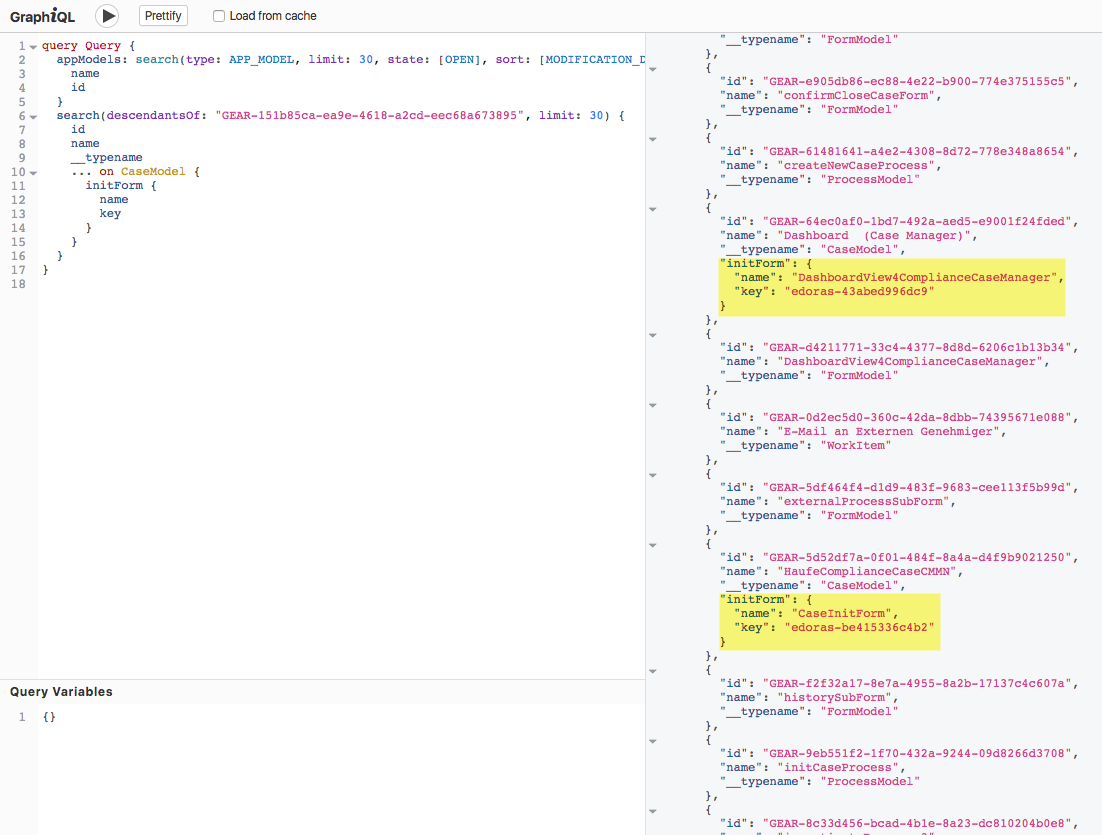 GraphiQL Prettify Load from cache
1 query Query {
2 appModels: search(type: APP_MODEL, limit: 30, state: [OPEN], sort: [MODIFICATION_D
3 name
4 id
5 }
6 search(descendantsOf: "GEAR-151b85ca-ea9e-4618-a2cd-eec68a673895", limit: 30) {
7 id
8 name
9 __typename
10 ... on CaseModel {
11 initForm {
12 name
13 key
14 }
15 }
16 }
17 }
18
Query Variables
1 {}
"__typename": "FormModel"
},
{
"id": "GEAR-e905db86-ec88-4e22-b900-774e375155c5",
"name": "confirmCloseCaseForm",
"__typename": "FormModel"
},
{
"id": "GEAR-61481641-a4e2-4308-8d72-778e348a8654",
"name": "createNewCaseProcess",
"__typename": "ProcessModel"
},
{
"id": "GEAR-64ec0af0-1bd7-492a-aed5-e9001f24fded",
"name": "Dashboard  (Case Manager)",
"__typename": "CaseModel",
"initForm": {
"name": "DashboardView4ComplianceCaseManager",
"key": "edoras-43abed996dc9"
}
},
{
"id": "GEAR-d4211771-33c4-4377-8d8d-6206c1b13b34",
"name": "DashboardView4ComplianceCaseManager",
"__typename": "FormModel"
},
{
"id": "GEAR-0d2ec5d0-360c-42da-8dbb-74395671e088",
"name": "E-Mail an Externen Genehmiger",
"__typename": "WorkItem"
},
{
"id": "GEAR-5df464f4-d1d9-483f-9683-cee113f5b99d",
"name": "externalProcessSubForm",
"__typename": "FormModel"
},
{
"id": "GEAR-5d52df7a-0f01-484f-8a4a-d4f9b9021250",
"name": "HaufeComplianceCaseCMMN",
"__typename": "CaseModel",
"initForm": {
"name": "CaseInitForm",
"key": "edoras-be415336c4b2"
}
},
{
"id": "GEAR-f2f32a17-8e7a-4955-8a2b-17137c4c607a",
"name": "historySubForm",
"__typename": "FormModel"
},
{
"id": "GEAR-9eb551f2-1f70-432a-9244-09d8266d3708",
"name": "initCaseProcess",
"__typename": "ProcessModel"
},
{
"id": "GEAR-8c33d456-bcad-4b1e-8a23-dc810204b0e8",